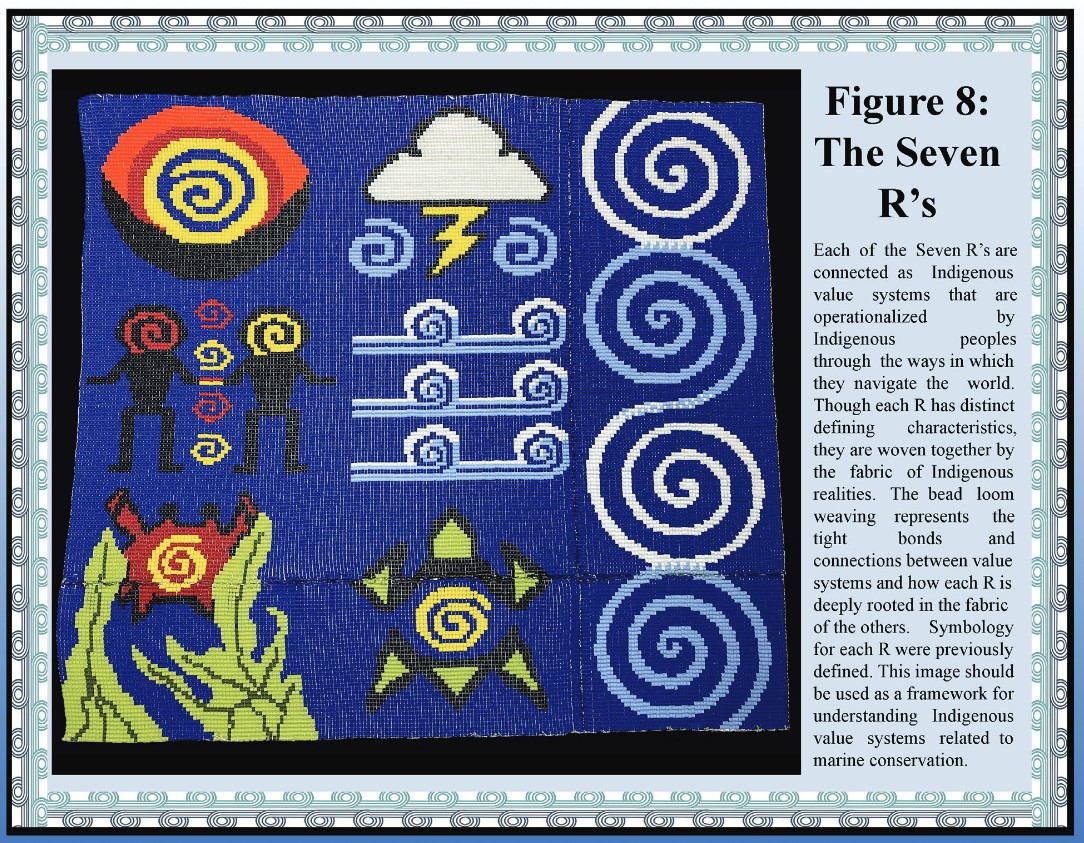 Figure 8:
The Seven
R's
Each of the Seven R's are
connected as Indigenous
value systems that are
operationalized by
Indigenous peoples
through the ways in which
they navigate the world.
Though each R has distinct
defining characteristics,
they are woven together by
the fabric of Indigenous
realities. The bead loom
weaving represents the
tight bonds and
connections between value
systems and how each R is
deeply rooted in the fabric
of the others. Symbology
for each R were previously
defined. This image should
be used as a framework for
understanding Indigenous
value systems related to
marine conservation.